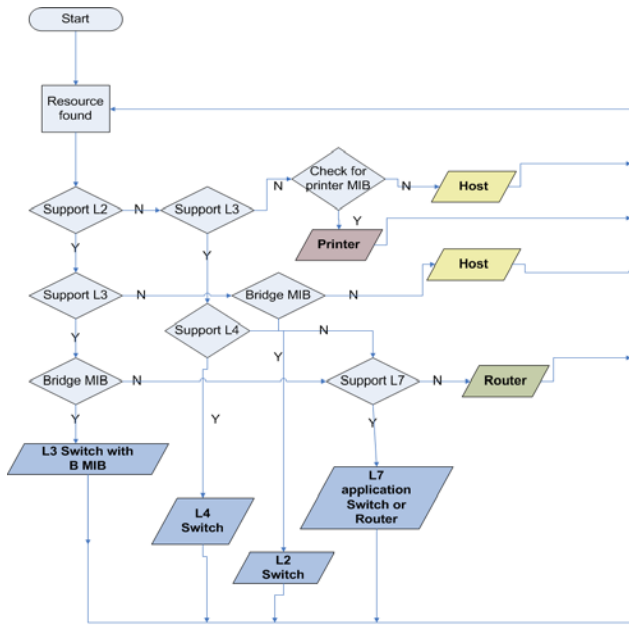 Start
Resource
found
Check for
printer MIB
N
N
Host
Support L2
N
Support L3
Y
Printer
Y
Y
Host
Support L3
N
Bridge MIB
N
Support L4
N
Y
Y
Bridge MIB
N
Support L7
N
Router
Y
Y
Y
L3 Switch with
B MIB
L7
application
Switch or
Router
L4
Switch
L2
Switch